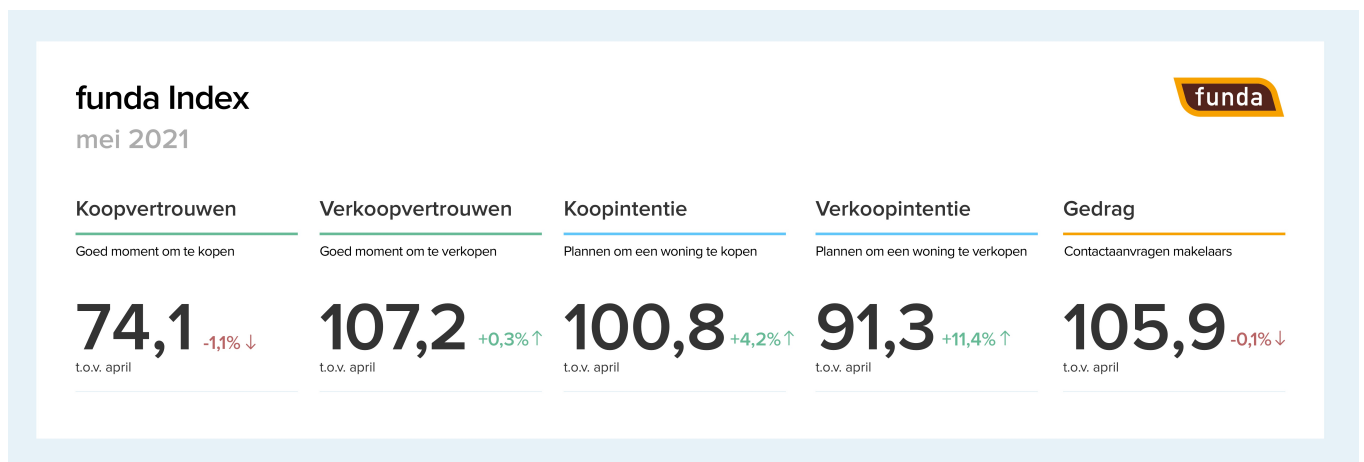 funda Index
funda
mei 2021
Koopvertrouwen
Goed moment om te kopen
74,1 -1,1% ↓
t.o.v. april
Verkoopvertrouwen
Goed moment om te verkopen
107,2 +0,3% ↑
t.o.v. april
Koopintentie
Plannen om een woning te kopen
100,8 +4,2% ↑
t.o.v. april
Verkoopintentie
Plannen om een woning te verkopen
91,3 +11,4% ↑
t.o.v. april
Gedrag
Contactaanvragen makelaars
105,9 -0,1% ↓
t.o.v. april